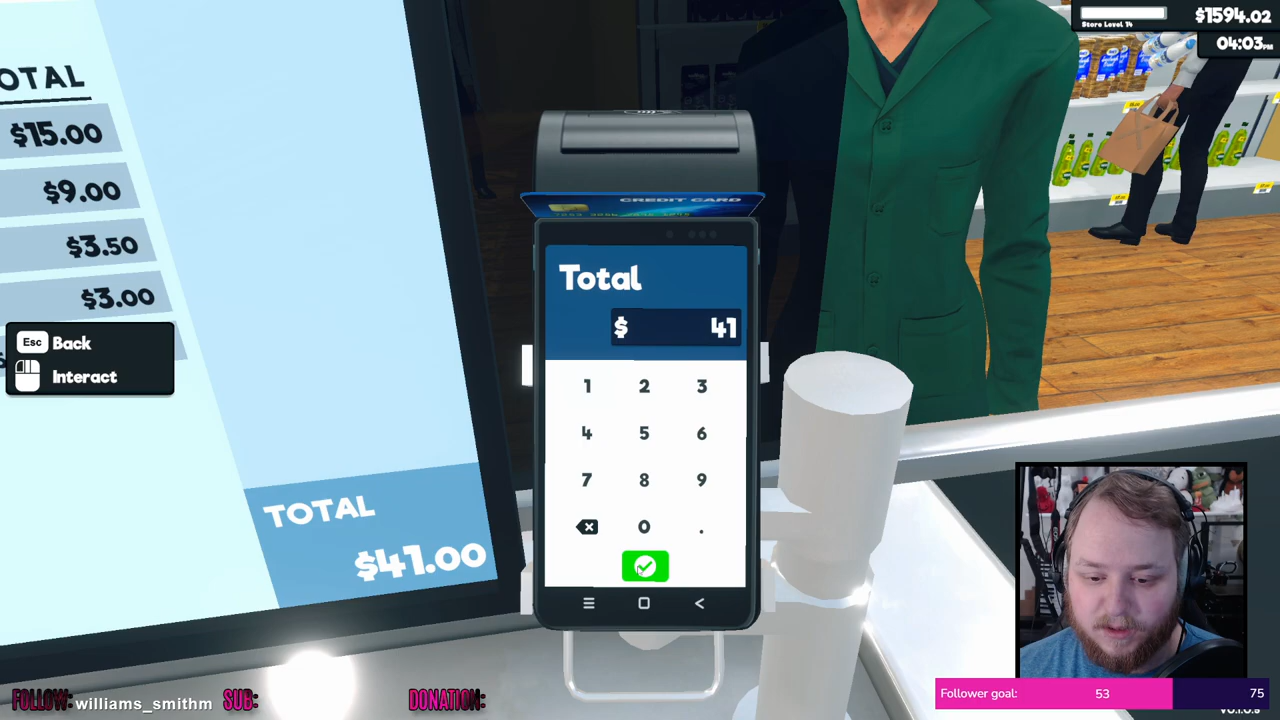 $1594.02
Store Level 14
04:03PM
OTAL
$15.00
$9.00
$3.50
$3.00
Esc Back
Interact
TOTAL
$41.00
CREDIT CARD
Total
$ 41
1 2 3
4 5 6
7 8 9
0 .
FOLLOW: williams_smithm SUB: DONATION:
Follower goal: 53 75